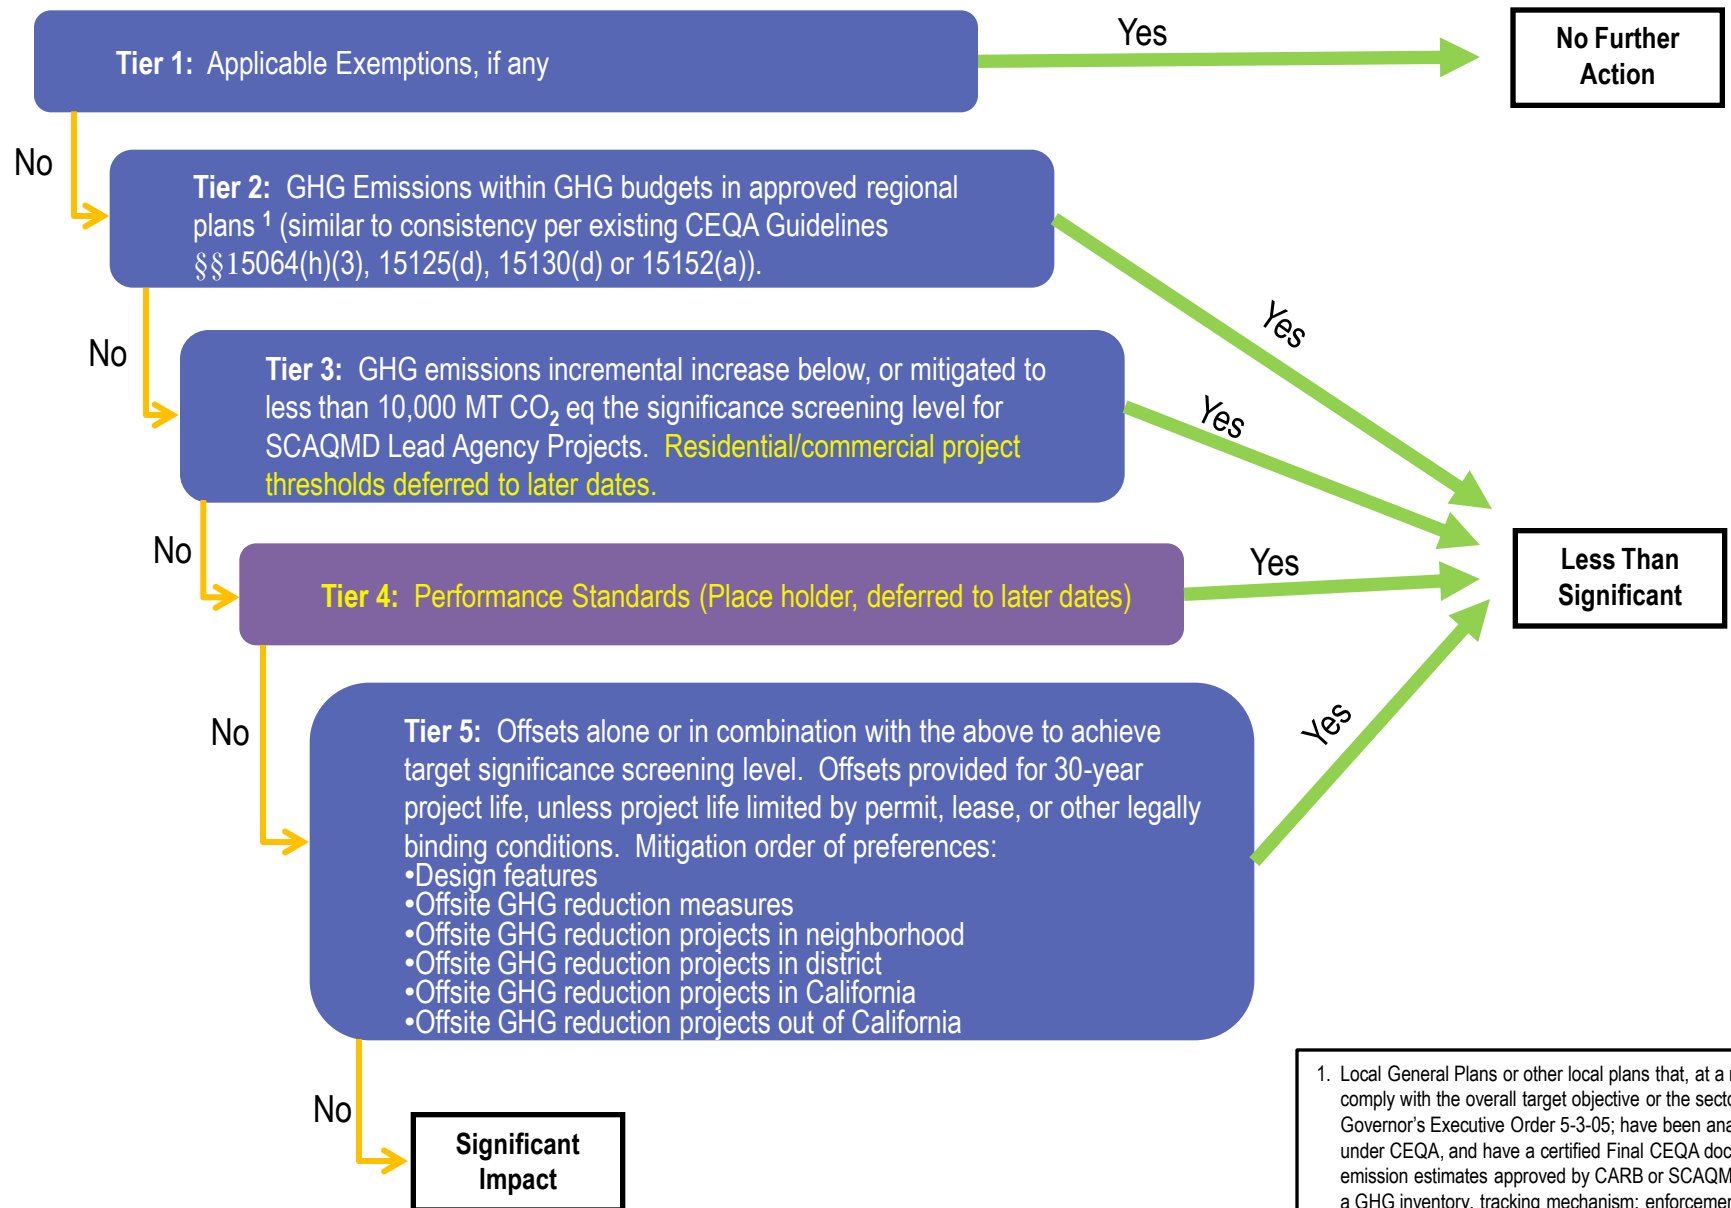 Tier 1: Applicable Exemptions, if any
Yes
No Further
Action
No
Tier 2: GHG Emissions within GHG budgets in approved regional
plans ¹ (similar to consistency per existing CEQA Guidelines
§§15064(h)(3), 15125(d), 15130(d) or 15152(a)).
Yes
No
Tier 3: GHG emissions incremental increase below, or mitigated to
less than 10,000 MT CO₂ eq the significance screening level for
SCAQMD Lead Agency Projects. Residential/commercial project
thresholds deferred to later dates.
Yes
No
Tier 4: Performance Standards (Place holder, deferred to later dates)
Yes
Less Than
Significant
No
Tier 5: Offsets alone or in combination with the above to achieve
target significance screening level. Offsets provided for 30-year
project life, unless project life limited by permit, lease, or other legally
binding conditions. Mitigation order of preferences:
•Design features
•Offsite GHG reduction measures
•Offsite GHG reduction projects in neighborhood
•Offsite GHG reduction projects in district
•Offsite GHG reduction projects in California
•Offsite GHG reduction projects out of California
Yes
No
Significant
Impact
1. Local General Plans or other local plans that, at a
comply with the overall target objective or the
Governor's Executive Order 5-3-05; have been
under CEQA, and have a certified Final CEQA
emission estimates approved by CARB or
a GHG inventory, tracking mechanism;